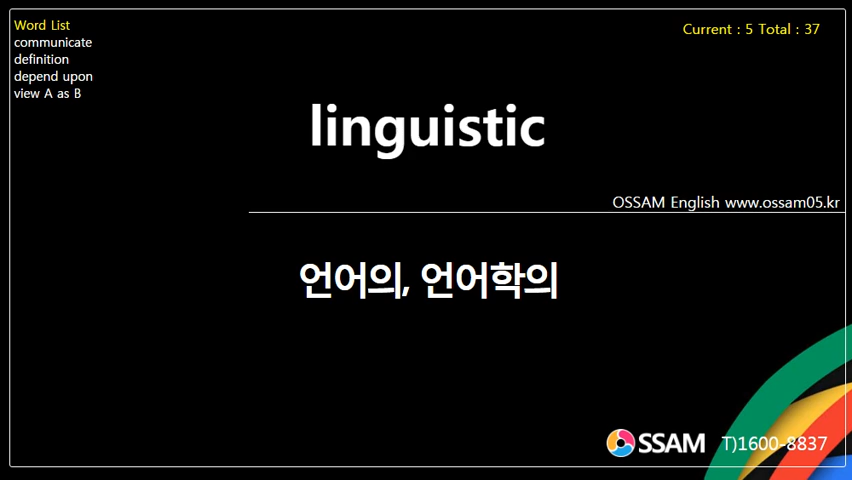 Word List
communicate
definition
depend upon
view A as B
Current : 5 Total : 37
linguistic
OSSAM English www.ossam05.kr
언어의, 언어학의
OSSAM T)1600-8837